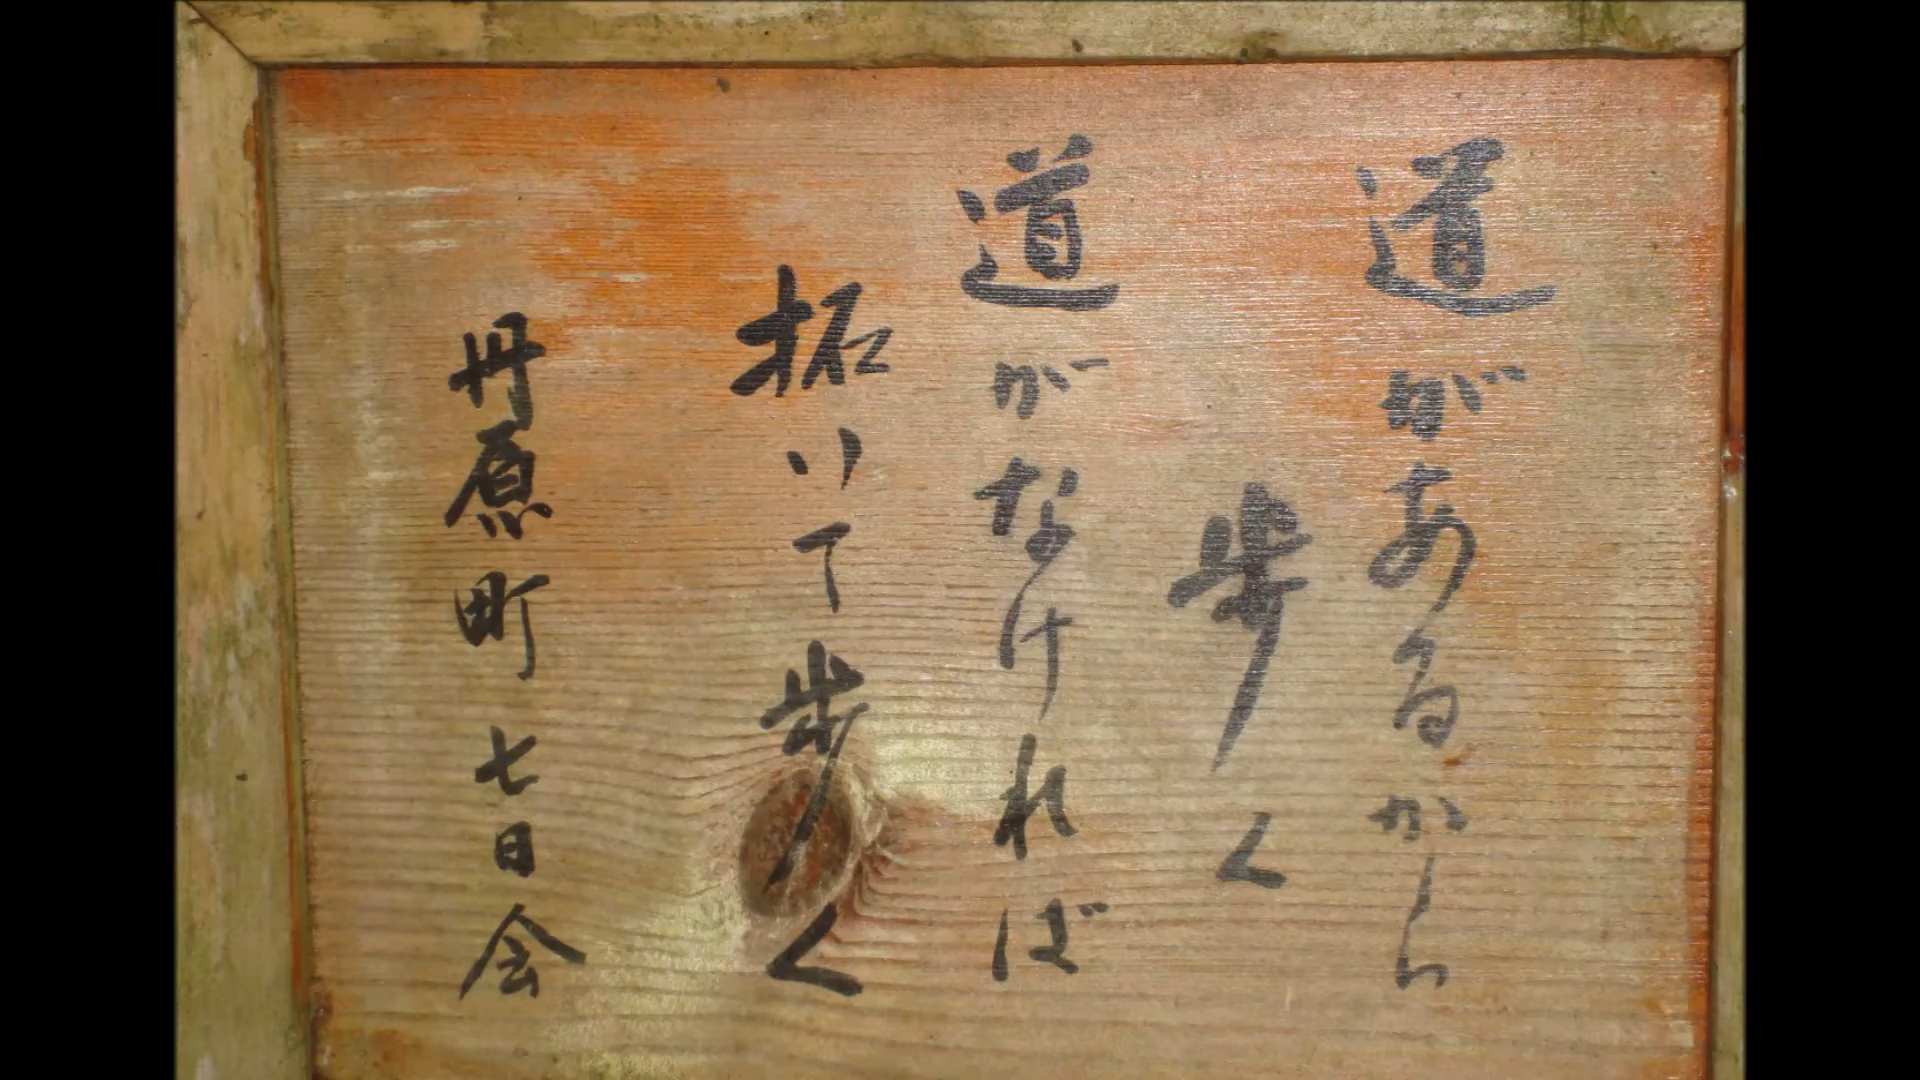 道があるから
歩く
道がなければ
拓いて歩く
丹原町七日会